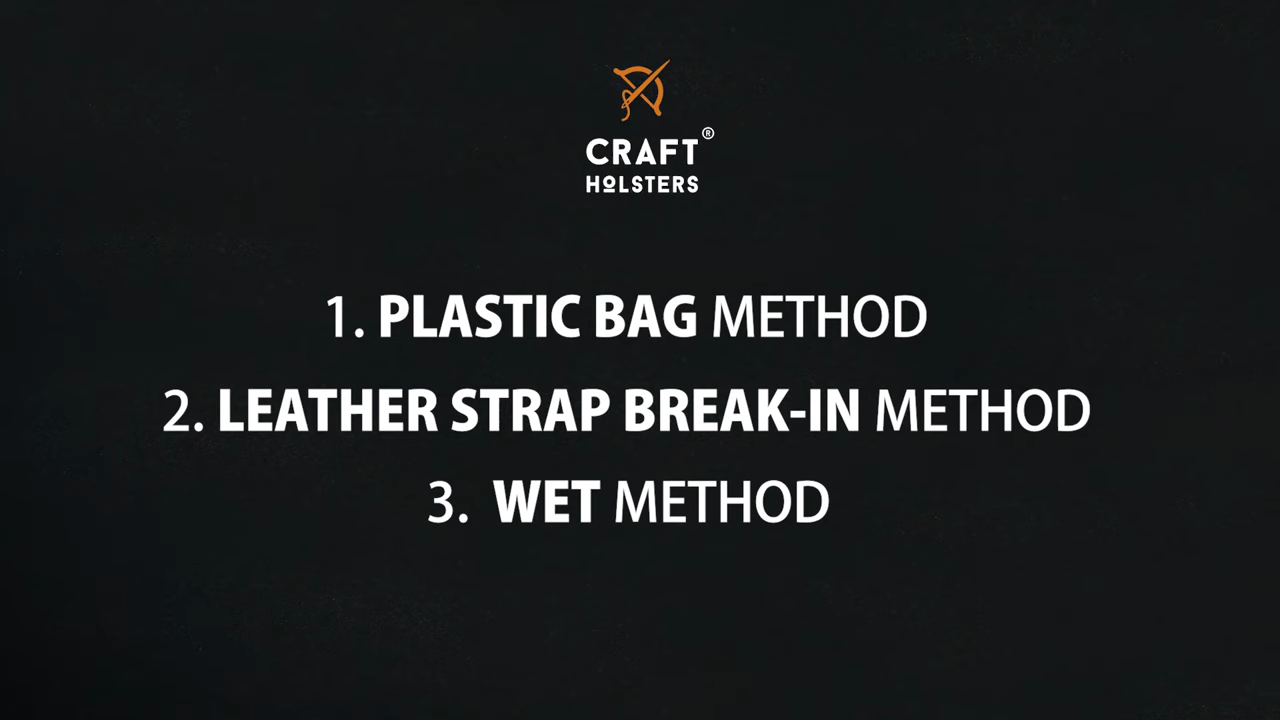 CRAFT®
HOLSTERS
1. PLASTIC BAG METHOD
2. LEATHER STRAP BREAK-IN METHOD
3. WET METHOD